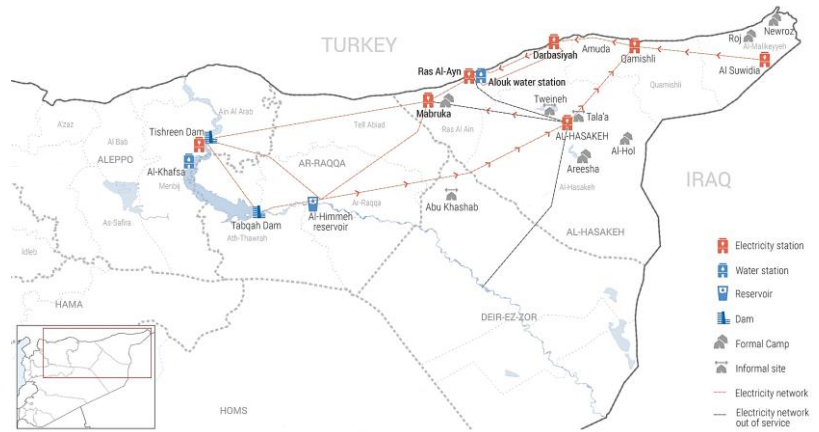 TURKEY
Newroz
Roj
Al-Malikeyyeh
Darbasiyah
Amuda
Qamishli
Al Suwidia
Ras Al-Ayn
Alouk water station
Qamishli
Mabruka
Tweineh
Tala'a
Ain Al Arab
Tell Abiad
Ras Al Ain
AL-HASAKEH
A'zaz
Al Bab
Tishreen Dam
ALEPPO
Al-Khafsa
Menbij
AR-RAQQA
Al-Hol
Areesha
Al-Hasakeh
IRAQ
As-Safira
Tabqah Dam
Ath-Thawrah
Al-Himmen
reservoir
Ar-Raqqa
Abu Khashab
AL-HASAKEH
Idleb
HAMA
DEIR-EZ-ZOR
HOMS
Electricity station
Water station
Reservoir
Dam
Formal Camp
Informal site
Electricity network
Electricity network
out of service